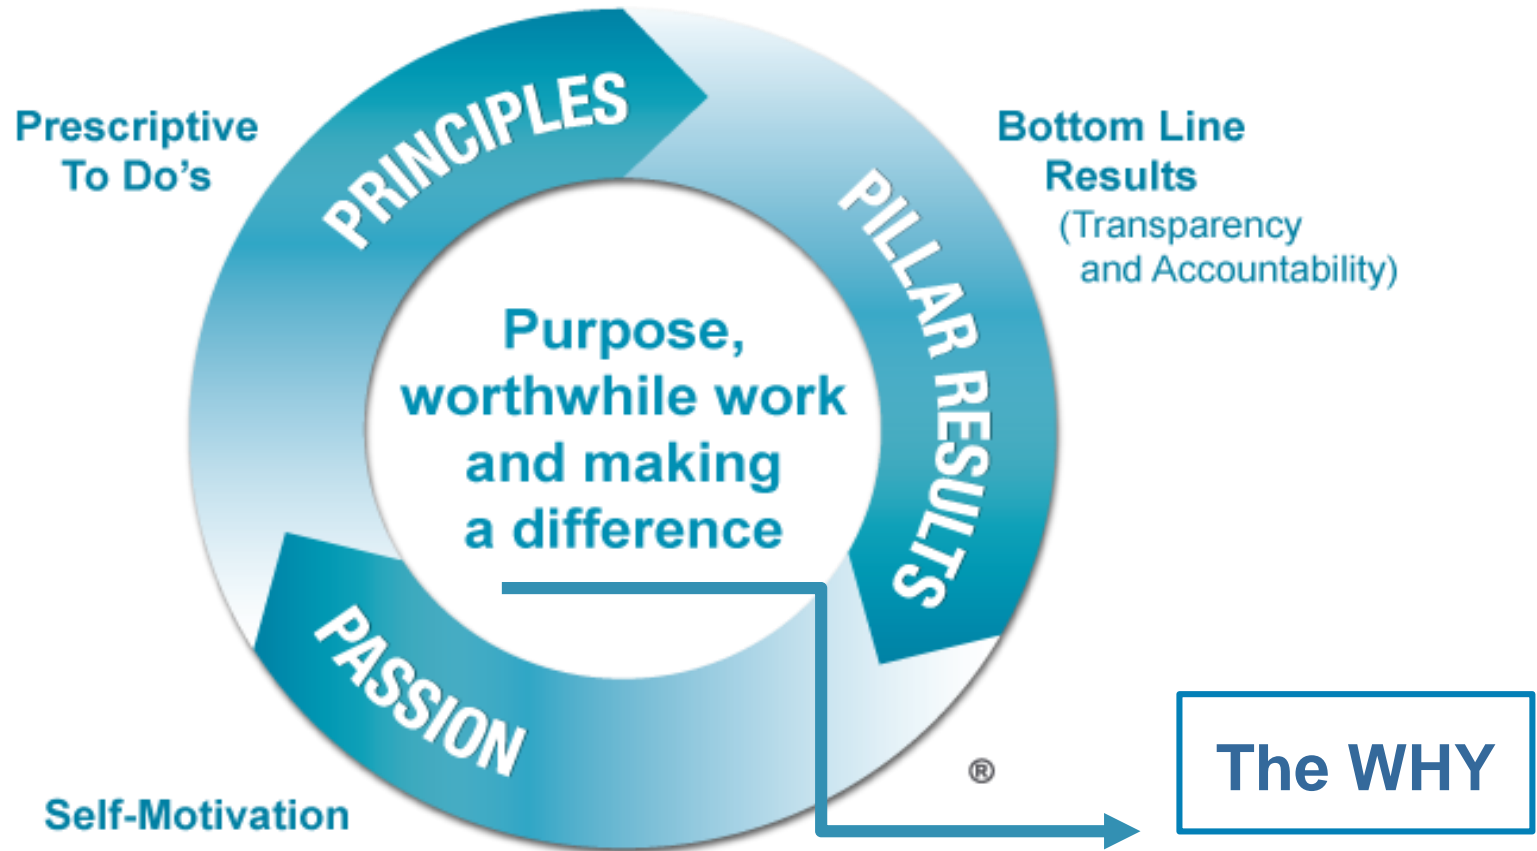 PRINCIPLES
Prescriptive
To Do's
Bottom Line
Results
(Transparency
and Accountability)
PILLAR RESULTS
Purpose,
worthwhile work
and making
a difference
PASSION
Self-Motivation
®
The WHY